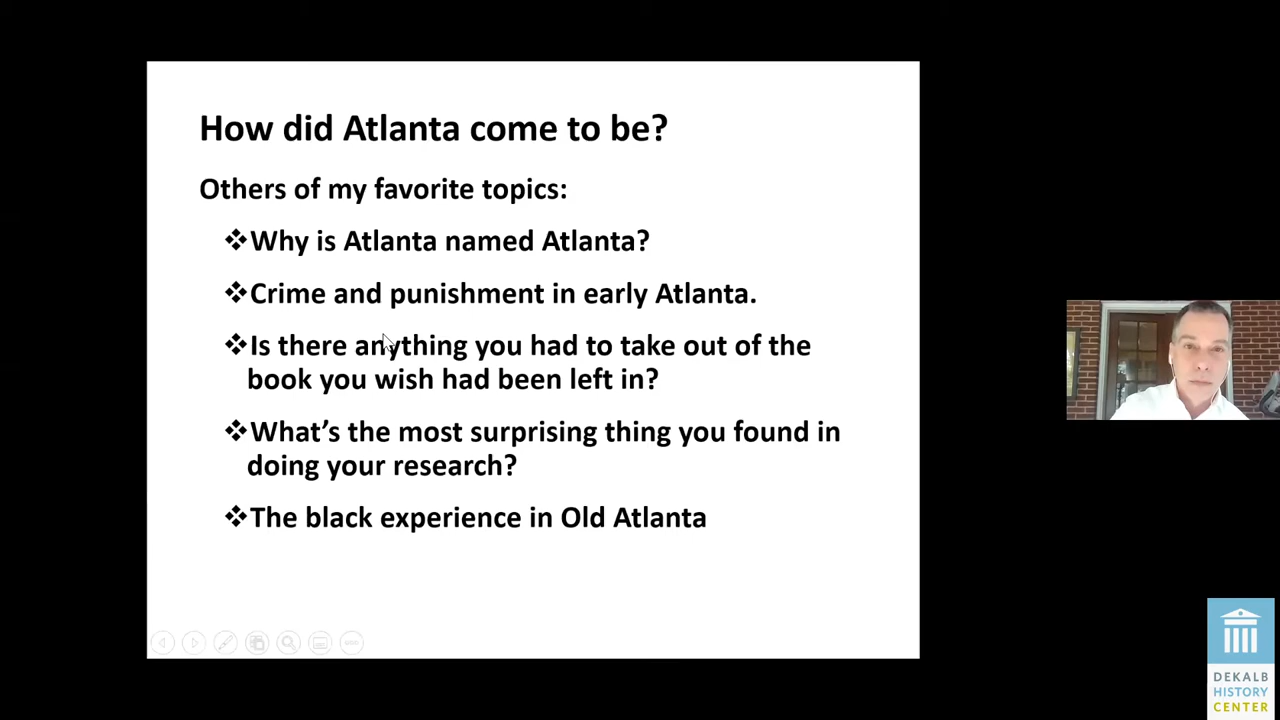 How did Atlanta come to be?
Others of my favorite topics:
❖Why is Atlanta named Atlanta?
❖Crime and punishment in early Atlanta.
❖Is there anything you had to take out of the
book you wish had been left in?
❖What’s the most surprising thing you found in
doing your research?
❖The black experience in Old Atlanta
DEKALB
HISTORY
CENTER